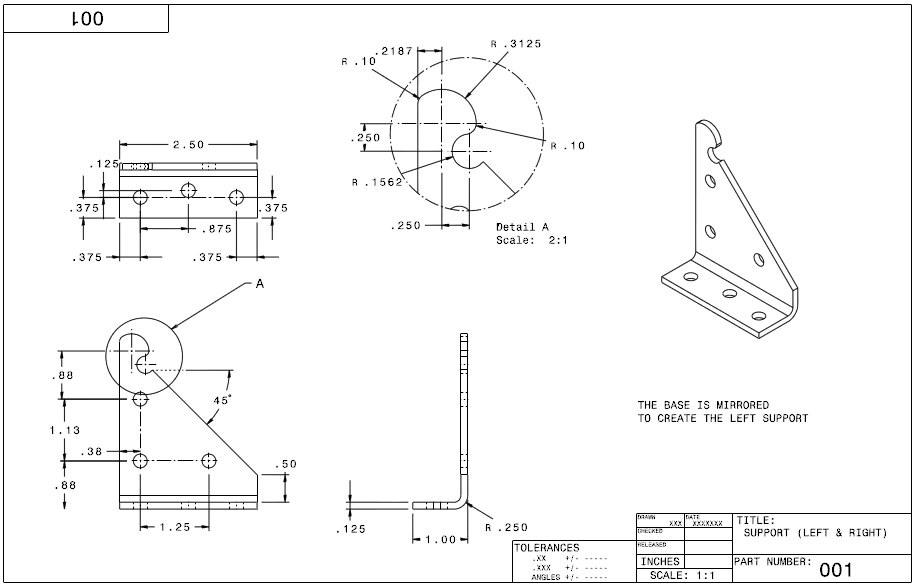 001
2.50
.125
.375
.375
.875
.375
.375
.2187
R .3125
R .10
.250
R .10
R .1562
.250
Detail A
Scale: 2:1
A
.88
45°
1.13
.38
.50
.88
1.25
.125
1.00
R .250
THE BASE IS MIRRORED
TO CREATE THE LEFT SUPPORT
TOLERANCES
.XX +/- -----
.XXX +/- -----
ANGLES +/- -----
DRAWN
XXX
DATE
XXXXXXX
CHECKED
RELEASED
INCHES
SCALE: 1:1
TITLE:
SUPPORT (LEFT & RIGHT)
PART NUMBER:
001